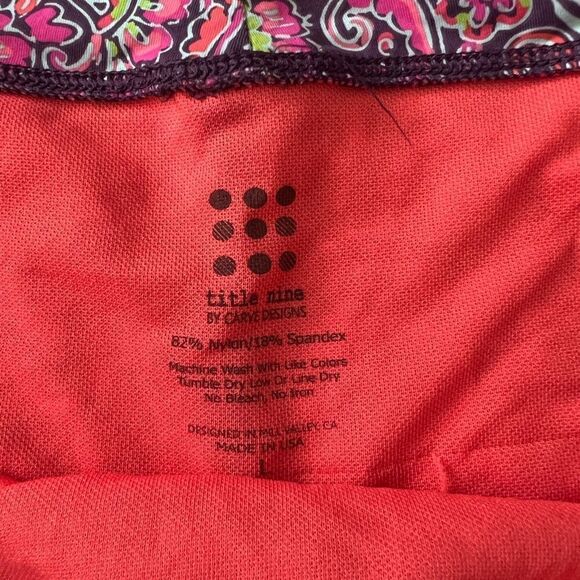 title nine
BY CARVE DESIGNS
82% Nylon/18% Spandex
Machine Wash With Like Colors
Tumble Dry Low Or Line Dry
No Bleach, No Iron
DESIGNED IN MILL VALLEY, CA
MADE IN USA
L